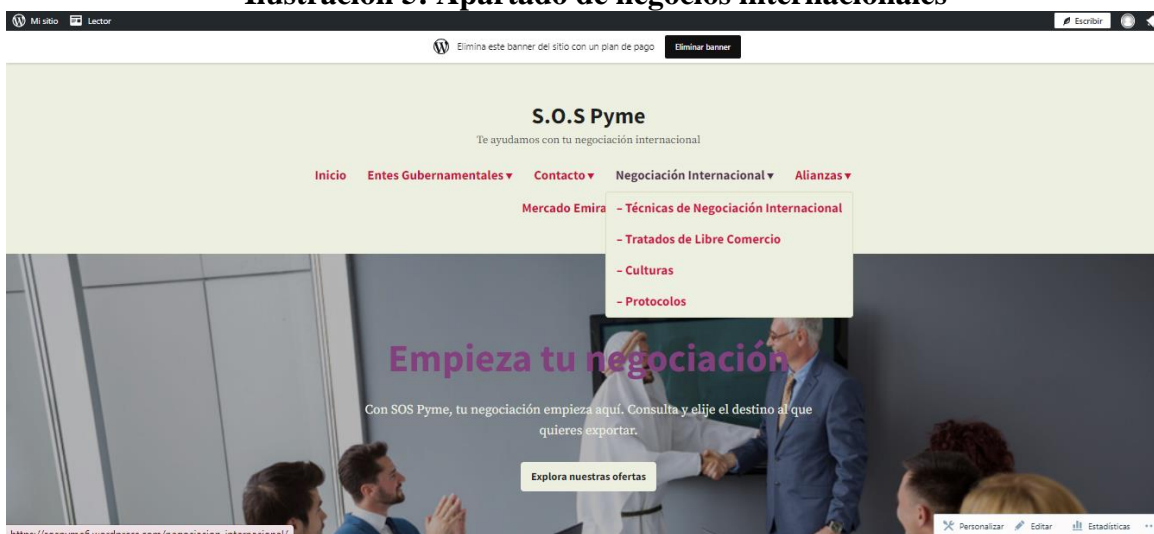 Ilustración 5: Apartado de negocios internacionales
Mi sitio Lector Escribir
Elimina este banner del sitio con un plan de pago Eliminar banner
S.O.S Pyme
Te ayudamos con tu negociación internacional
Inicio Entes Gubernamentales ▾ Contacto ▾ Negociación Internacional ▾ Alianzas ▾
Mercado Emira
– Técnicas de Negociación Internacional
– Tratados de Libre Comercio
– Culturas
– Protocolos
Empieza tu negociación
Con SOS Pyme, tu negociación empieza aquí. Consulta y elije el destino al que
quieres exportar.
Explora nuestras ofertas
Personalizar Editar Estadísticas